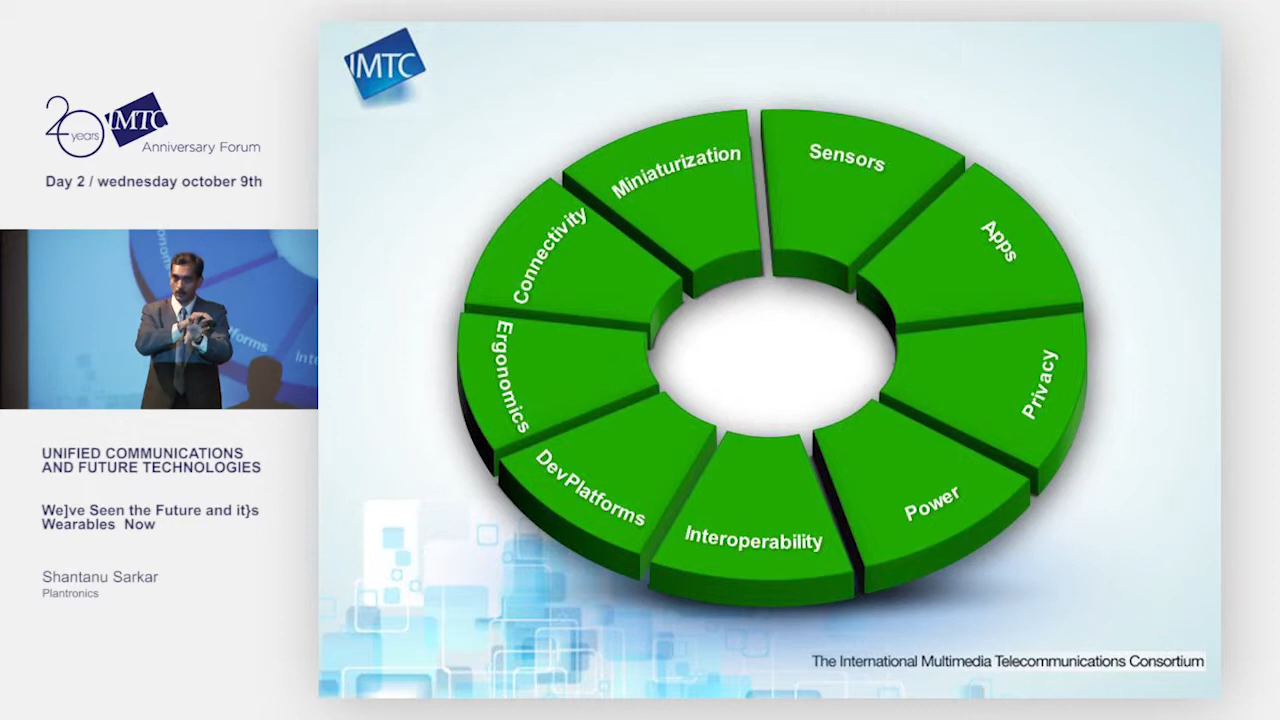 20 years IMTC
Anniversary Forum
Day 2 / wednesday october 9th
UNIFIED COMMUNICATIONS
AND FUTURE TECHNOLOGIES
We]ve Seen the Future and it}s
Wearables Now
Shantanu Sarkar
Plantronics
IMTC
Sensors
Apps
Privacy
Power
Interoperability
DevPlatforms
Ergonomics
Connectivity
Miniaturization
The International Multimedia Telecommunications Consortium